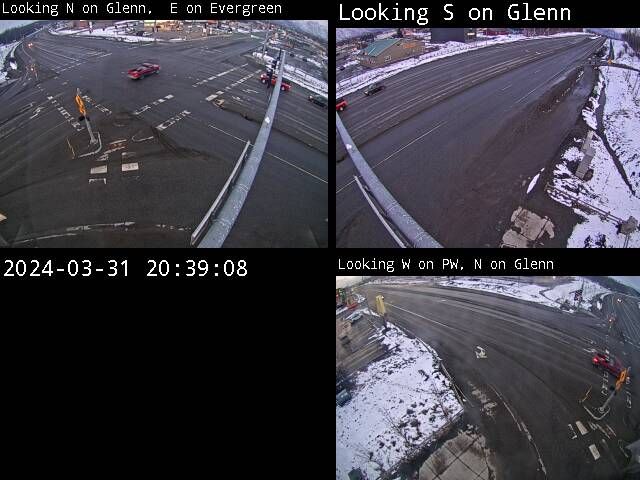 Looking N on Glenn, E on Evergreen
Looking S on Glenn
2024-03-31 20:39:08
Looking W on PW, N on Glenn